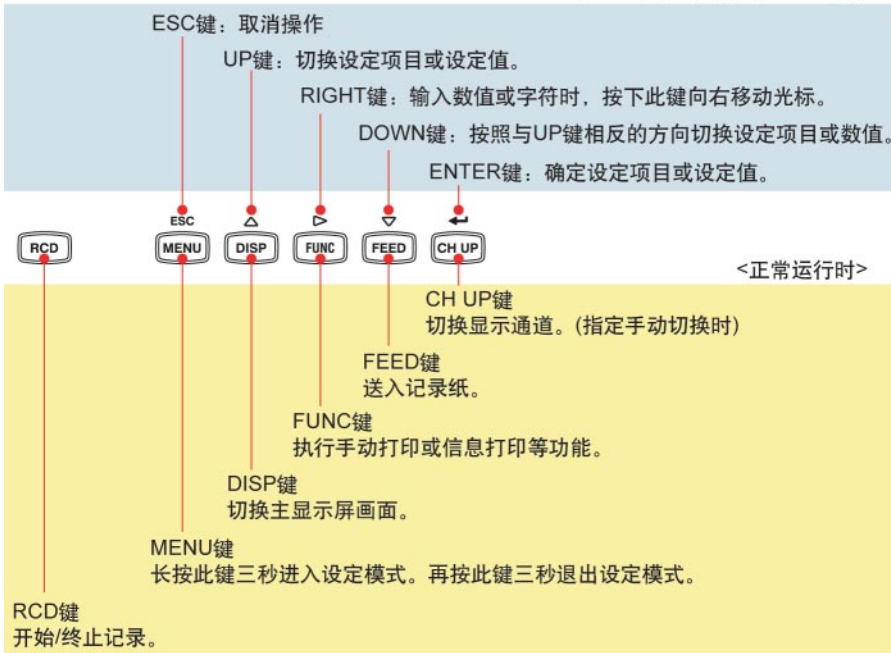 ESC键：取消操作
UP键：切换设定项目或设定值。
RIGHT键：输入数值或字符时，按下此键向右移动光标。
DOWN键：按照与UP键相反的方向切换设定项目或数值。
ENTER键：确定设定项目或设定值。
ESC
RCD MENU DISP FUNC FEED CH UP
<正常运行时>
CH UP键
切换显示通道。(指定手动切换时)
FEED键
送入记录纸。
FUNC键
执行手动打印或信息打印等功能。
DISP键
切换主显示屏画面。
MENU键
长按此键三秒进入设定模式。再按此键三秒退出设定模式。
RCD键
开始/终止记录。